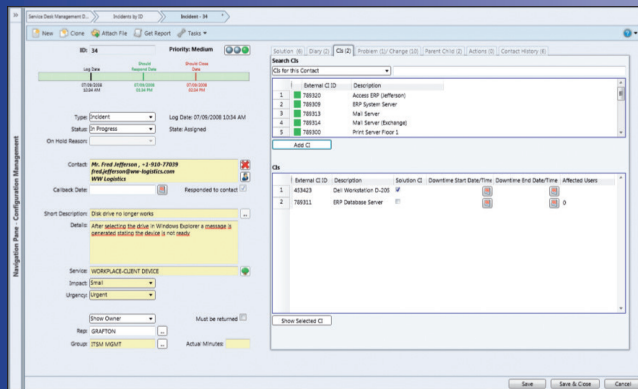 Service Desk Management D...
Incidents by ID
Incident - 34
New
Clone
Attach File
Get Report
Tasks
Navigation Pane - Configuration Management
ID: 34
Priority: Medium
Log Date
Should Respond Date
Should Close Date
07/09/2008 10:34 AM
07/09/2008 12:34 PM
07/09/2008 02:34 PM
Type: Incident
Log Date: 07/09/2008 10:34 AM
Status: In Progress
State: Assigned
On Hold Reason:
Contact: Mr. Fred Jefferson, +1-910-77039
fred.jefferson@ww-logistics.com
WW Logistics
Callback Date:
Responded to contact
Short Description: Disk drive no longer works
Details: After selecting the drive in Windows Explorer a message is
generated stating the device is not ready
Service: WORKPLACE-CLIENT DEVICE
Impact: Small
Urgency: Urgent
Show Owner
Must be returned
Rep: GRAFTON
Group: ITSM MGMT
Actual Minutes:
Solution (6)
Diary (2)
CIs (2)
Problem (1)/ Change (10)
Parent Child (2)
Actions (0)
Contact History (8)
Search CIs
CIs for this Contact
! External CI ID Description
1 789320 Access ERP (Jefferson)
2 789309 ERP System Server
3 789313 Mail Server
4 789314 Mail Server (Exchange)
5 789300 Print Server Floor 1
Add CI
CIs
! External CI ID Description Solution CI Downtime Start Date/Time Downtime End Date/Time Affected Users
1 453423 Dell Workstation D-205
2 789311 ERP Database Server 0
Show Selected CI
Save
Save & Close
Cancel